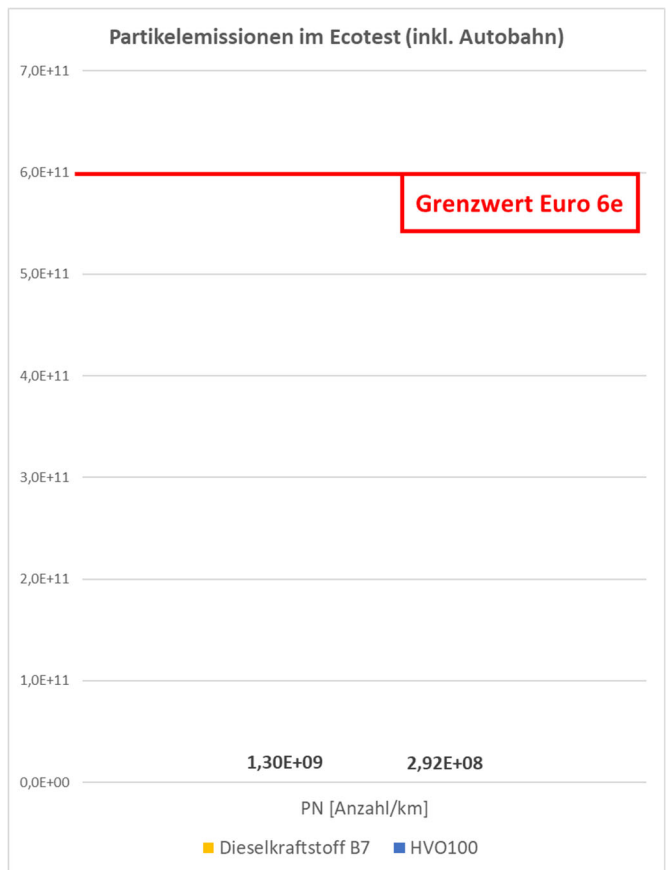 Partikelemissionen im Ecotest (inkl. Autobahn)
7,0E+11
6,0E+11
Grenzwert Euro 6e
5,0E+11
4,0E+11
3,0E+11
2,0E+11
1,0E+11
1,30E+09 2,92E+08
0,0E+00
PN [Anzahl/km]
Dieselkraftstoff B7 HVO100